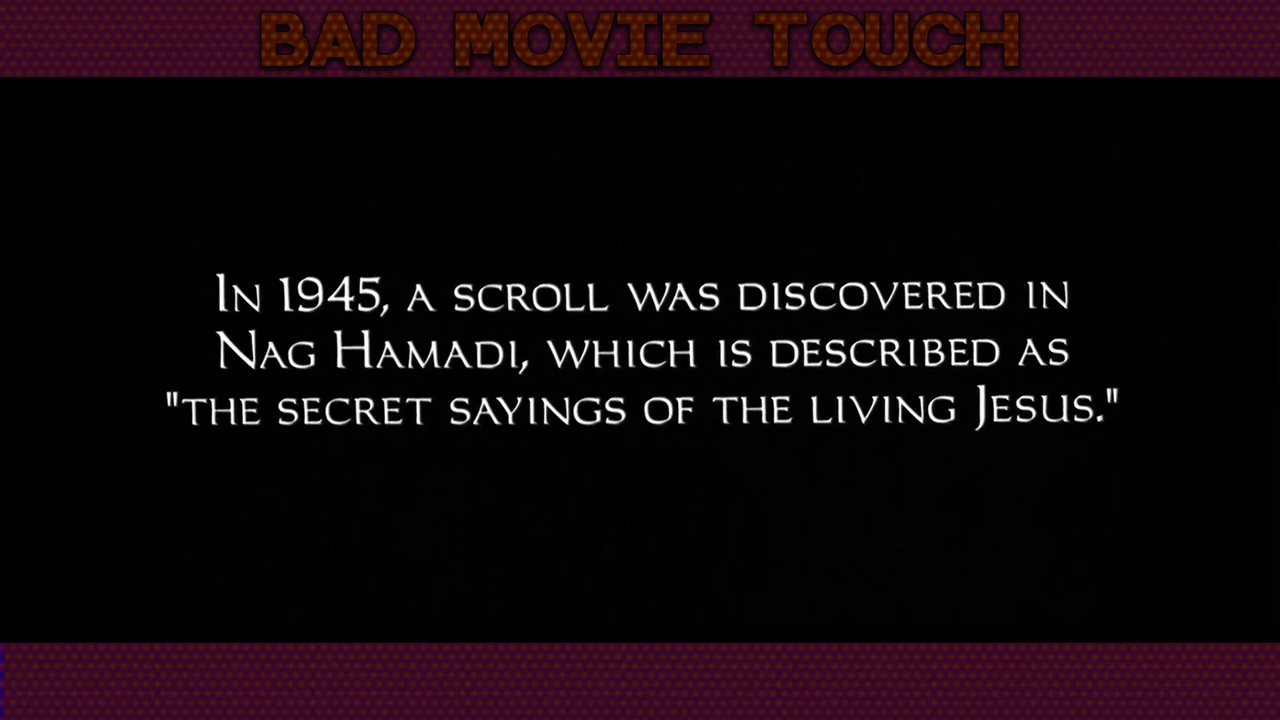 BAD MOVIE TOUCH
In 1945, a scroll was discovered in
Nag Hamadi, which is described as
"the secret sayings of the living Jesus."